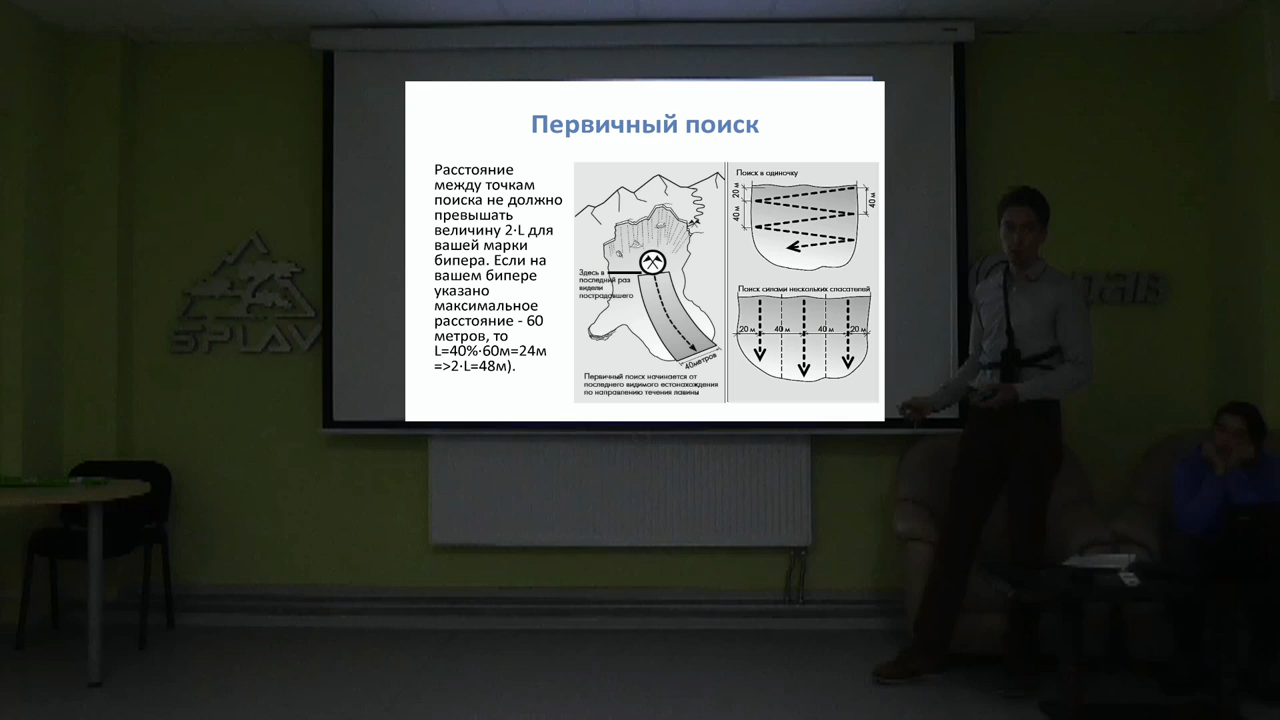 Первичный поиск
Расстояние
между точкам
поиска не должно
превышать
величину 2·L для
вашей марки
бипера. Если на
вашем бипере
указано
максимальное
расстояние - 60
метров, то
L=40%·60м=24м
=>2·L=48м).
Здесь в
последний раз
видели
пострадавшего
40метров
Первичный поиск начинается от
последнего видимого естонахождения
по направлению течения лавины
Поиск в одиночку
20 м
40 м
40 м
Поиск силами нескольких спасателей
20 м
40 м
40 м
20 м
SPLAV